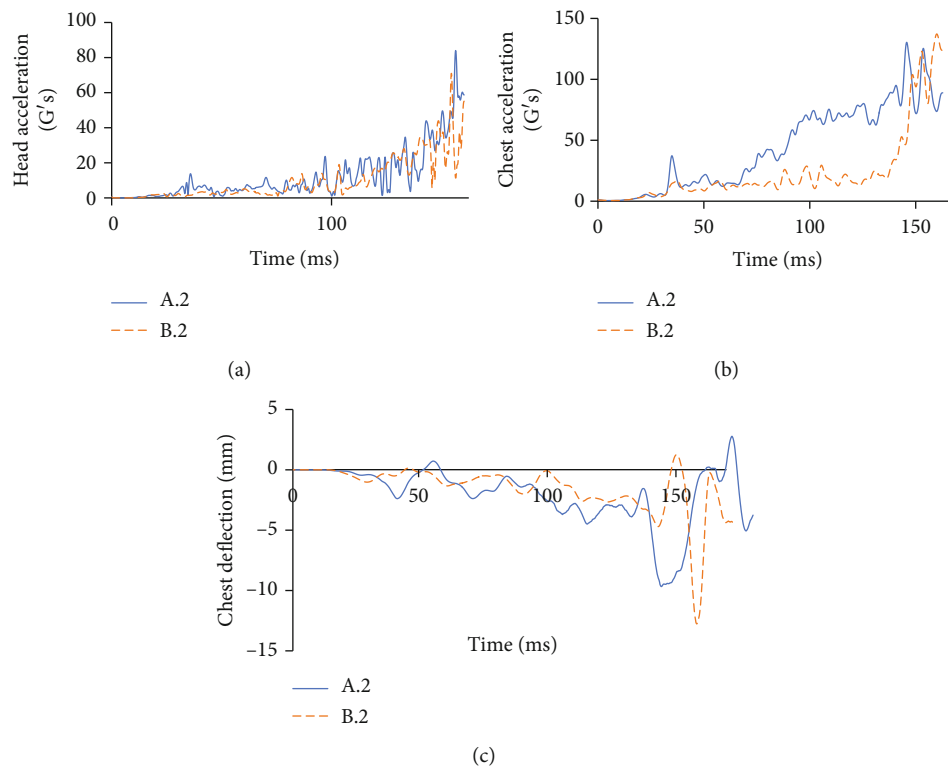 100
80
60
40
20
0
0
100
Head acceleration
(G's)
Time (ms)
A.2
B.2
(a)
150
100
50
0
0
50
100
150
Chest acceleration
(G's)
Time (ms)
A.2
B.2
(b)
5
0
−5
−10
−15
0
50
100
150
Chest deflection (mm)
Time (ms)
A.2
B.2
(c)